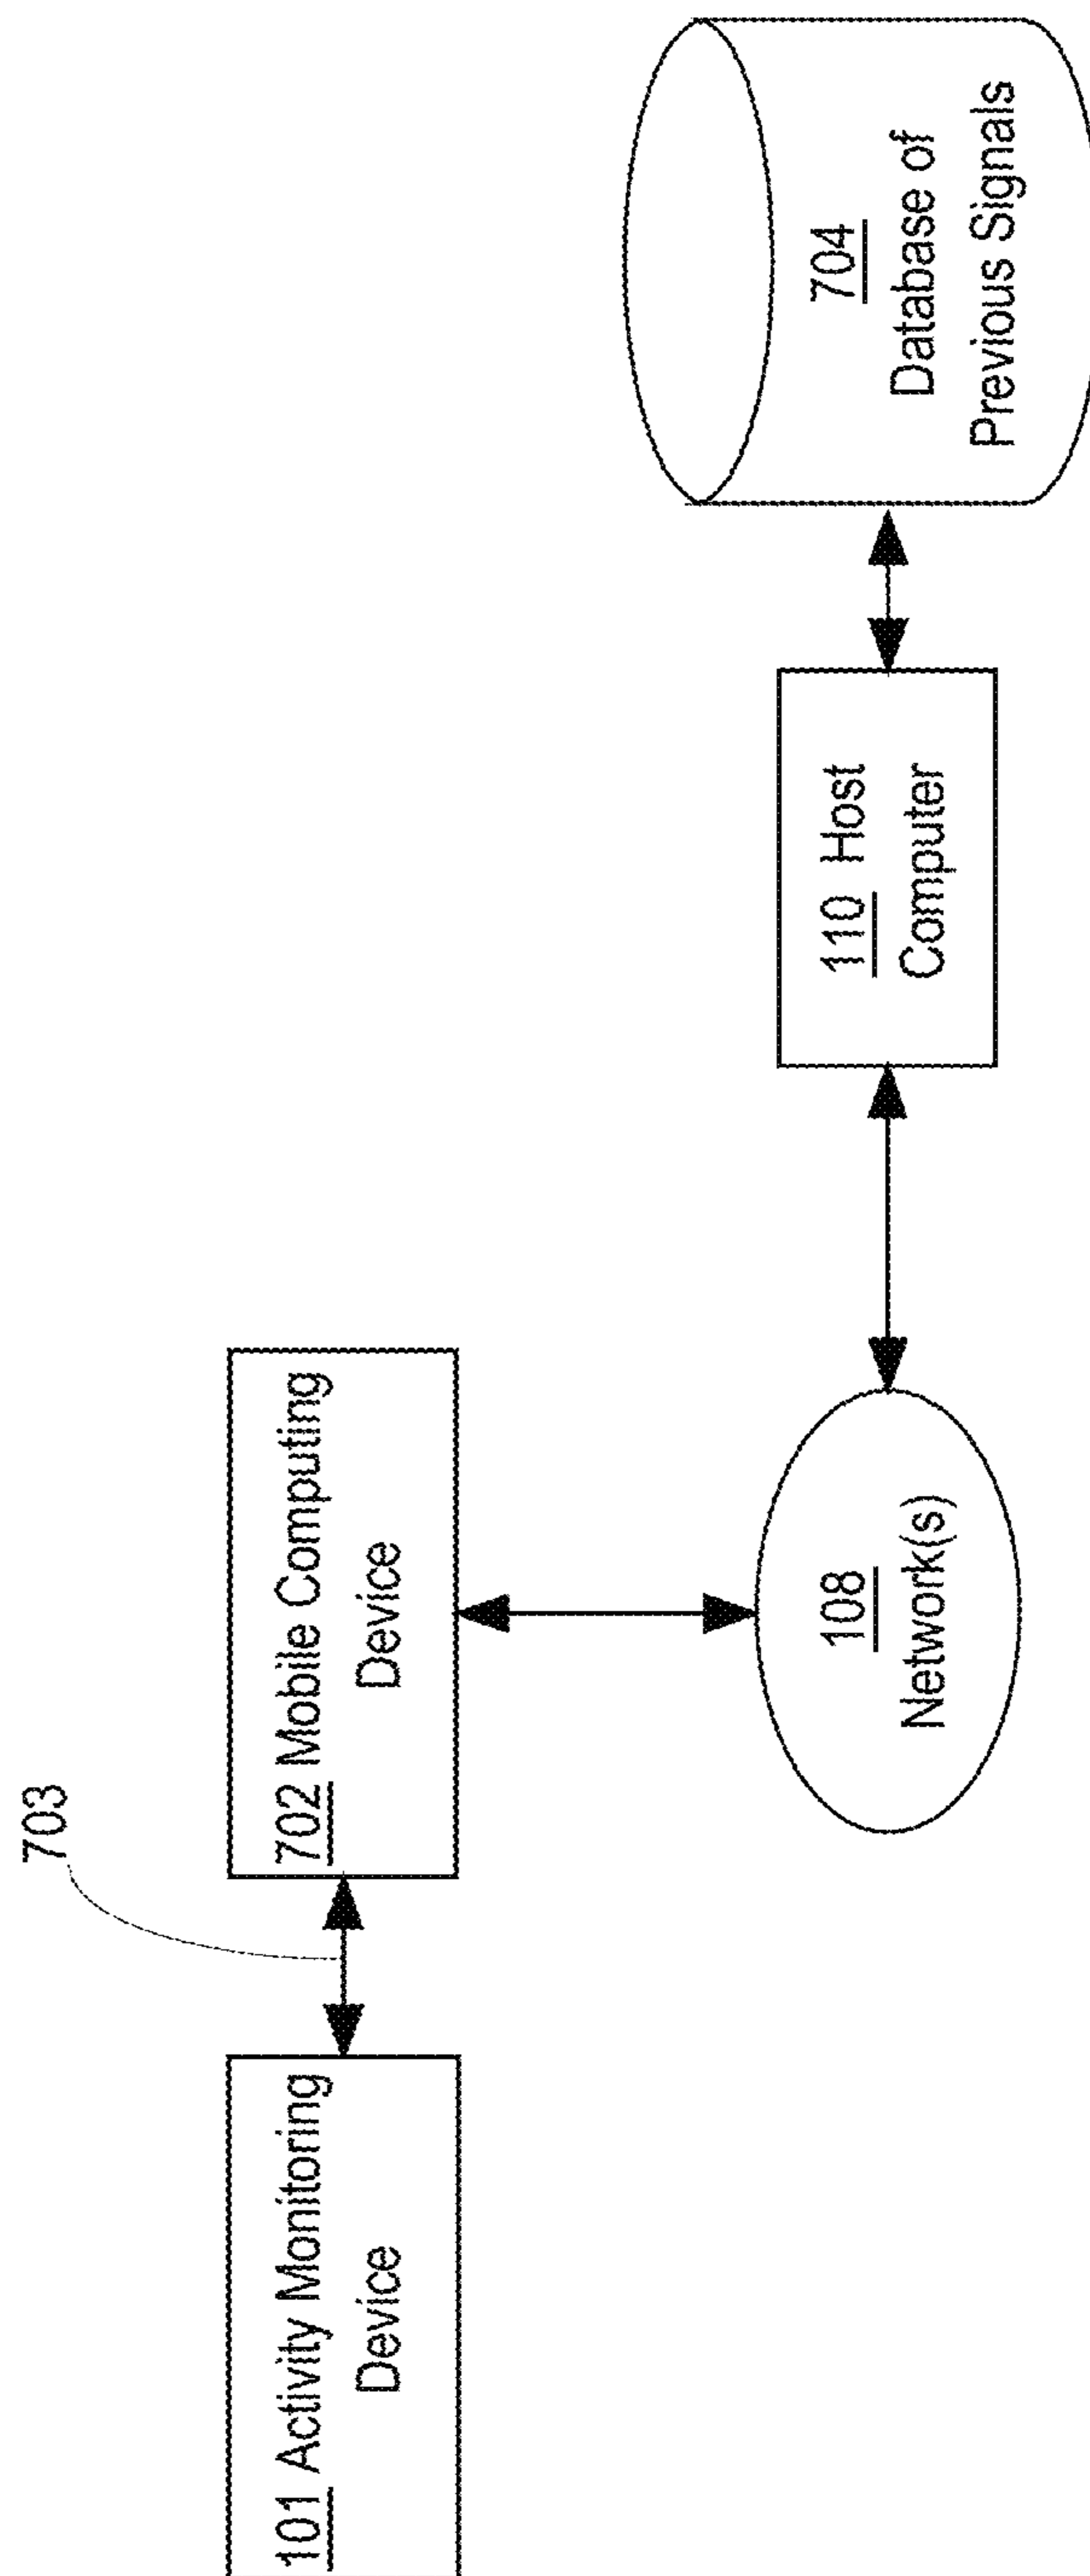 703
101 Activity Monitoring
Device
702 Mobile Computing
Device
108
Network(s)
110 Host
Computer
704
Database of
Previous Signals